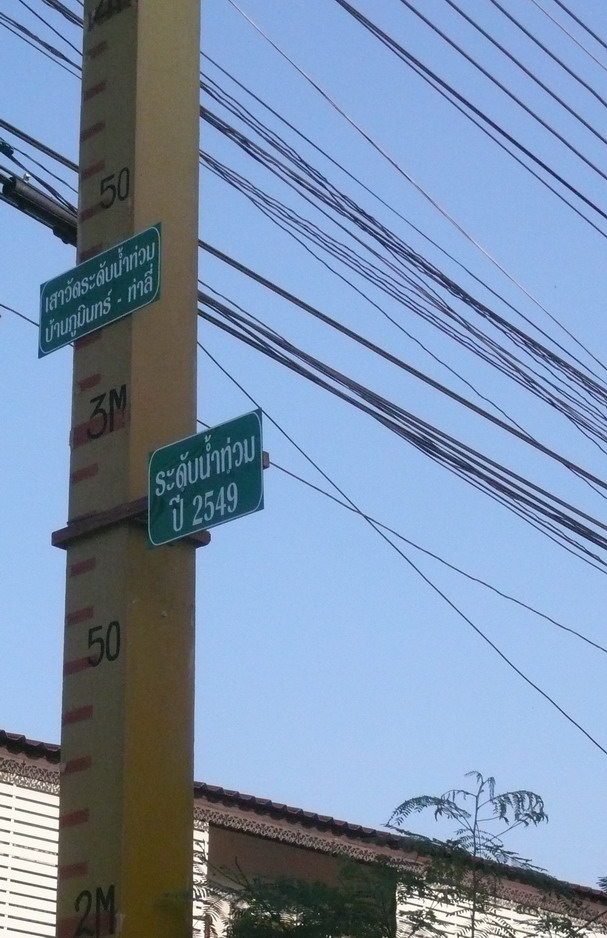 50
เสาวัดระดับน้ำท่วม
บ้านภูมินทร์ - ท่าลี่
3M
ระดับน้ำท่วม
ปี 2549
50
2M